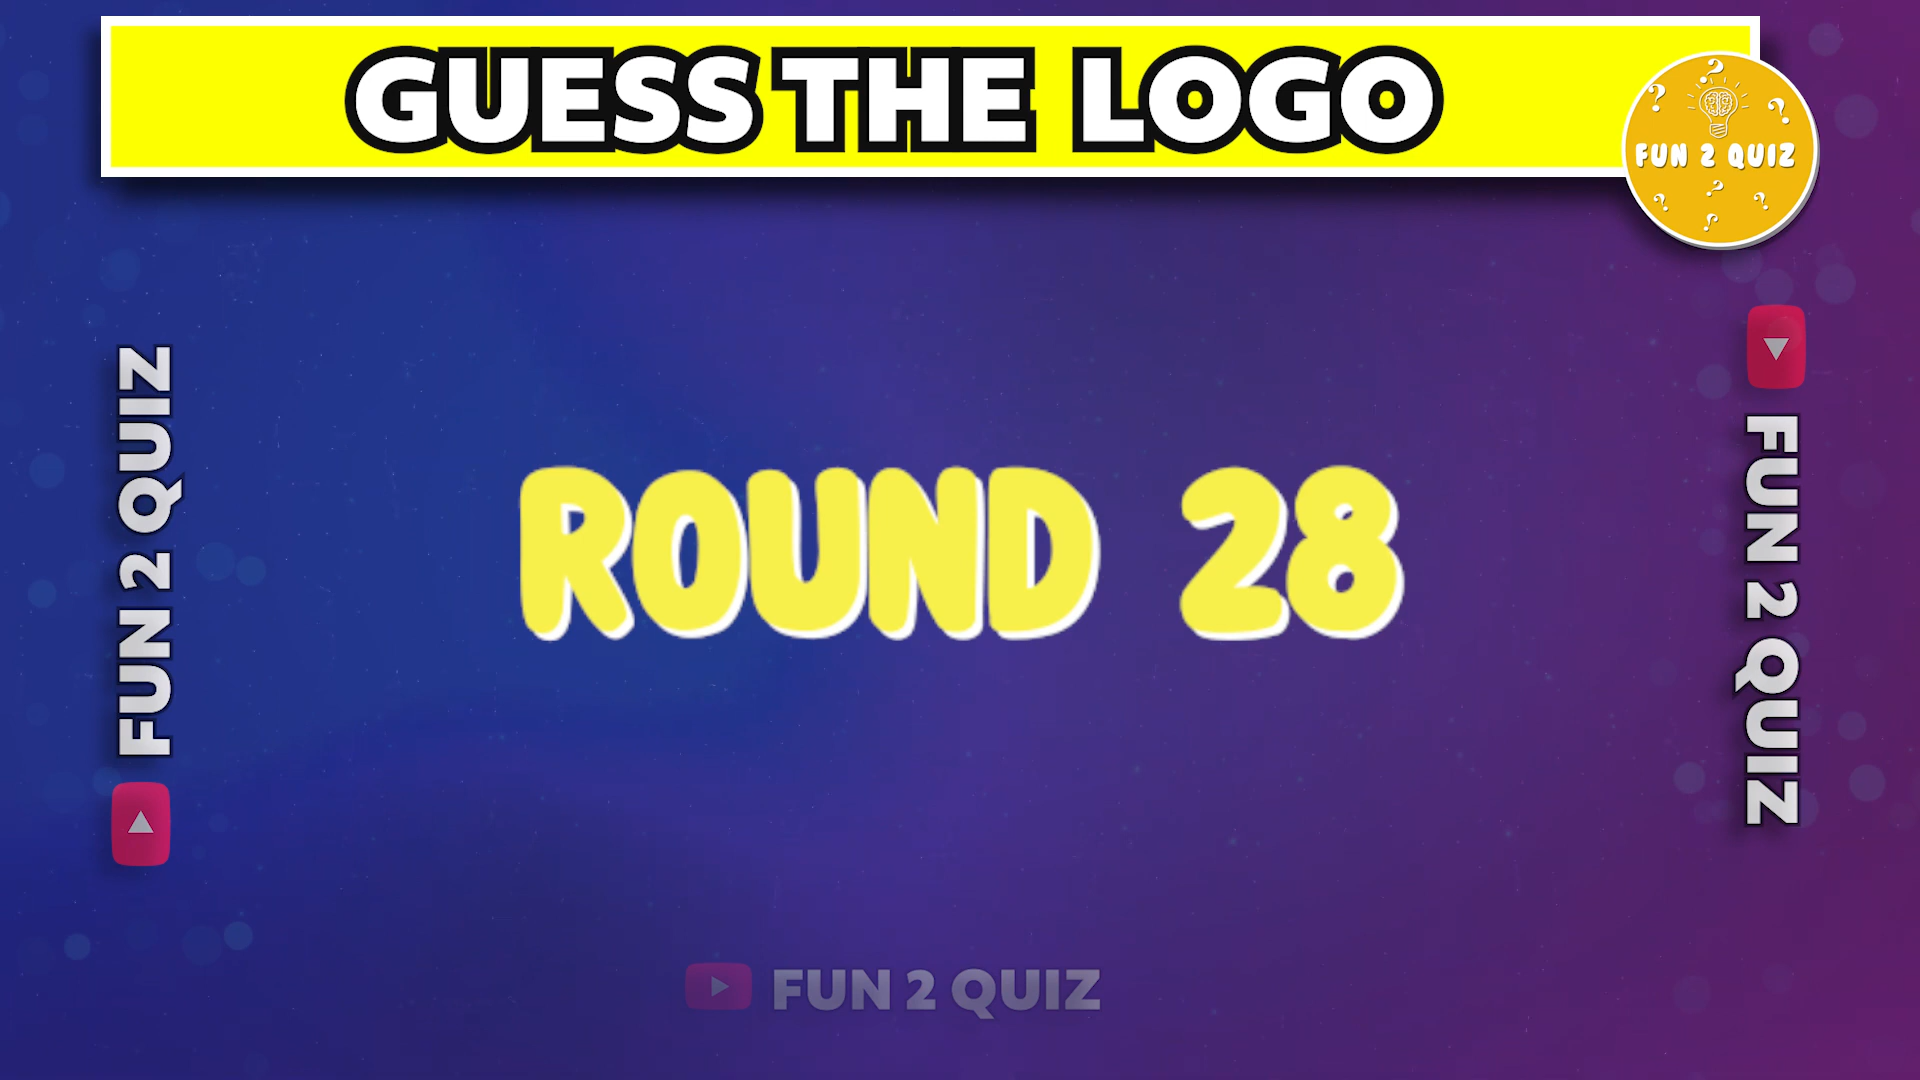 GUESS THE LOGO
? ? ?
FUN 2 QUIZ
? ? ? ?
FUN 2 QUIZ
FUN 2 QUIZ
ROUND 28
FUN 2 QUIZ